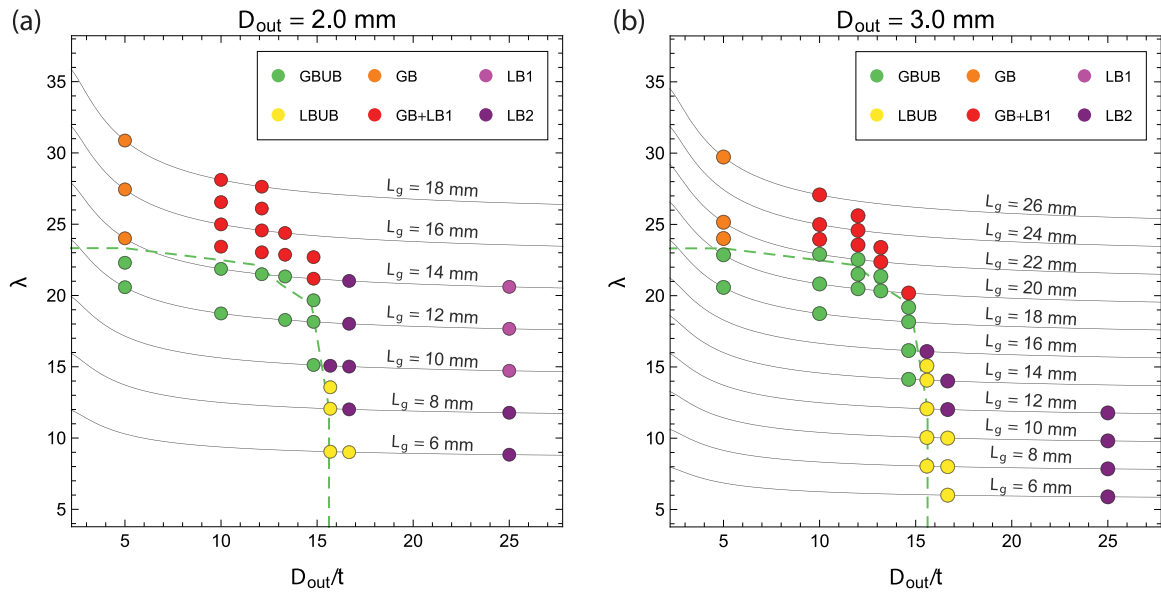 (a)
D_out = 2.0 mm
GBUB GB LB1
LBUB GB+LB1 LB2
L_g = 18 mm
L_g = 16 mm
L_g = 14 mm
L_g = 12 mm
L_g = 10 mm
L_g = 8 mm
L_g = 6 mm
35
30
25
20
15
10
5
λ
5 10 15 20 25
D_out/t
(b)
D_out = 3.0 mm
GBUB GB LB1
LBUB GB+LB1 LB2
L_g = 26 mm
L_g = 24 mm
L_g = 22 mm
L_g = 20 mm
L_g = 18 mm
L_g = 16 mm
L_g = 14 mm
L_g = 12 mm
L_g = 10 mm
L_g = 8 mm
L_g = 6 mm
35
30
25
20
15
10
5
λ
5 10 15 20 25
D_out/t